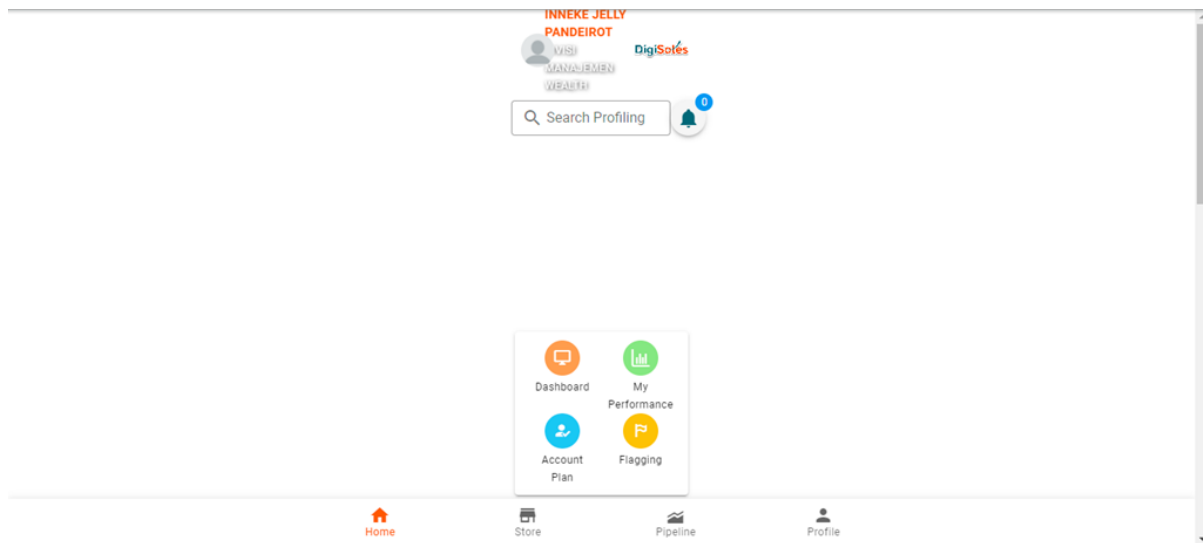 INNEKE JELLY
PANDEIROT
DIVISI
MANAJEMEN
WEALTH
DigiSales
Search Profiling
0
Dashboard
My
Performance
Account
Plan
Flagging
Home
Store
Pipeline
Profile